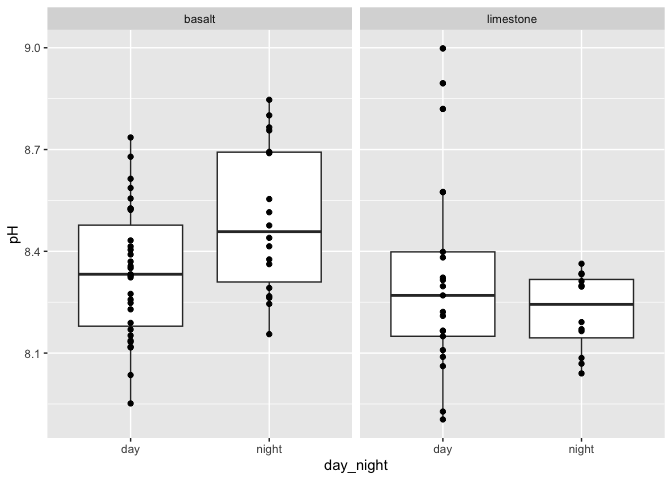 basalt
limestone
pH
9.0
8.7
8.4
8.1
day
night
day
night
day_night